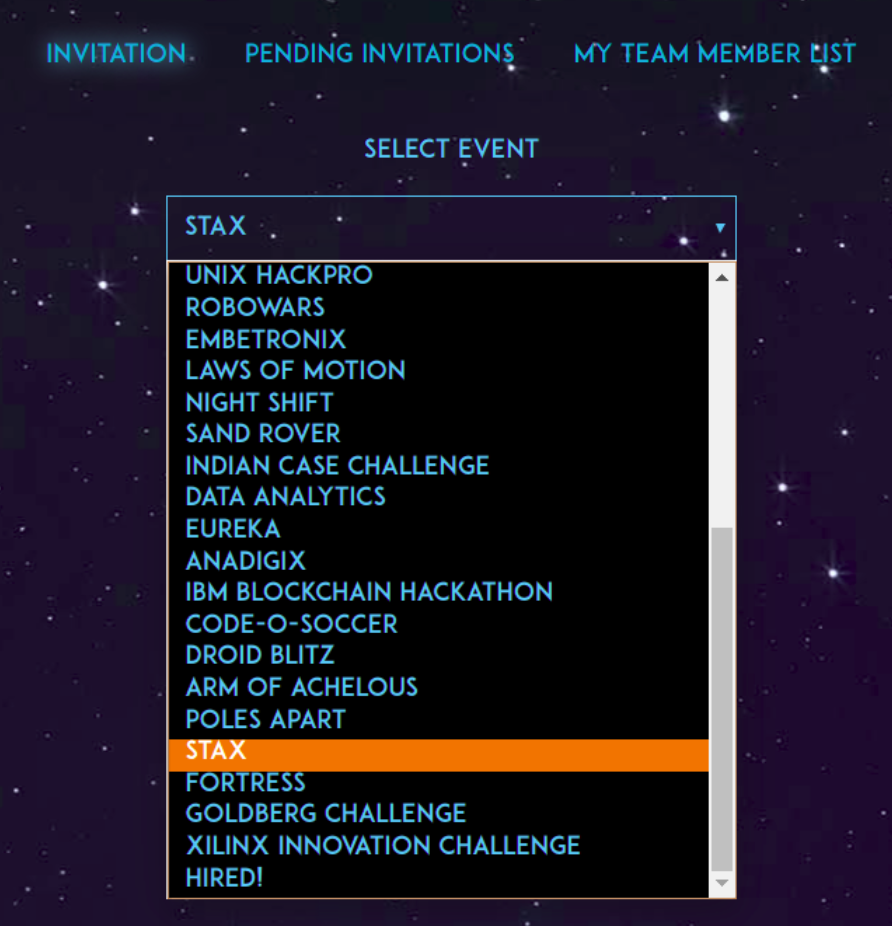 INVITATION PENDING INVITATIONS MY TEAM MEMBER LIST
SELECT EVENT
STAX
UNIX HACKPRO
ROBOWARS
EMBETRONIX
LAWS OF MOTION
NIGHT SHIFT
SAND ROVER
INDIAN CASE CHALLENGE
DATA ANALYTICS
EUREKA
ANADIGIX
IBM BLOCKCHAIN HACKATHON
CODE-O-SOCCER
DROID BLITZ
ARM OF ACHELOUS
POLES APART
STAX
FORTRESS
GOLDBERG CHALLENGE
XILINX INNOVATION CHALLENGE
HIRED!